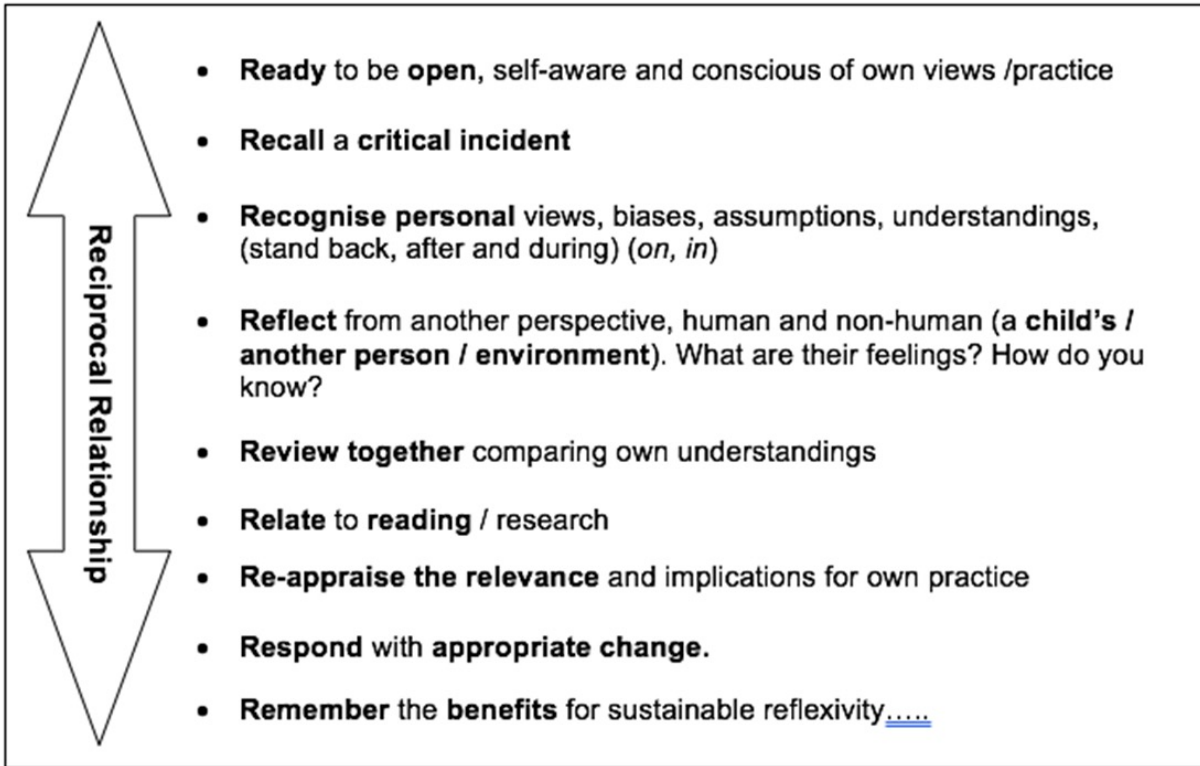 Reciprocal Relationship
• Ready to be open, self-aware and conscious of own views /practice
• Recall a critical incident
• Recognise personal views, biases, assumptions, understandings,
(stand back, after and during) (on, in)
• Reflect from another perspective, human and non-human (a child's /
another person / environment). What are their feelings? How do you
know?
• Review together comparing own understandings
• Relate to reading / research
• Re-appraise the relevance and implications for own practice
• Respond with appropriate change.
• Remember the benefits for sustainable reflexivity.....